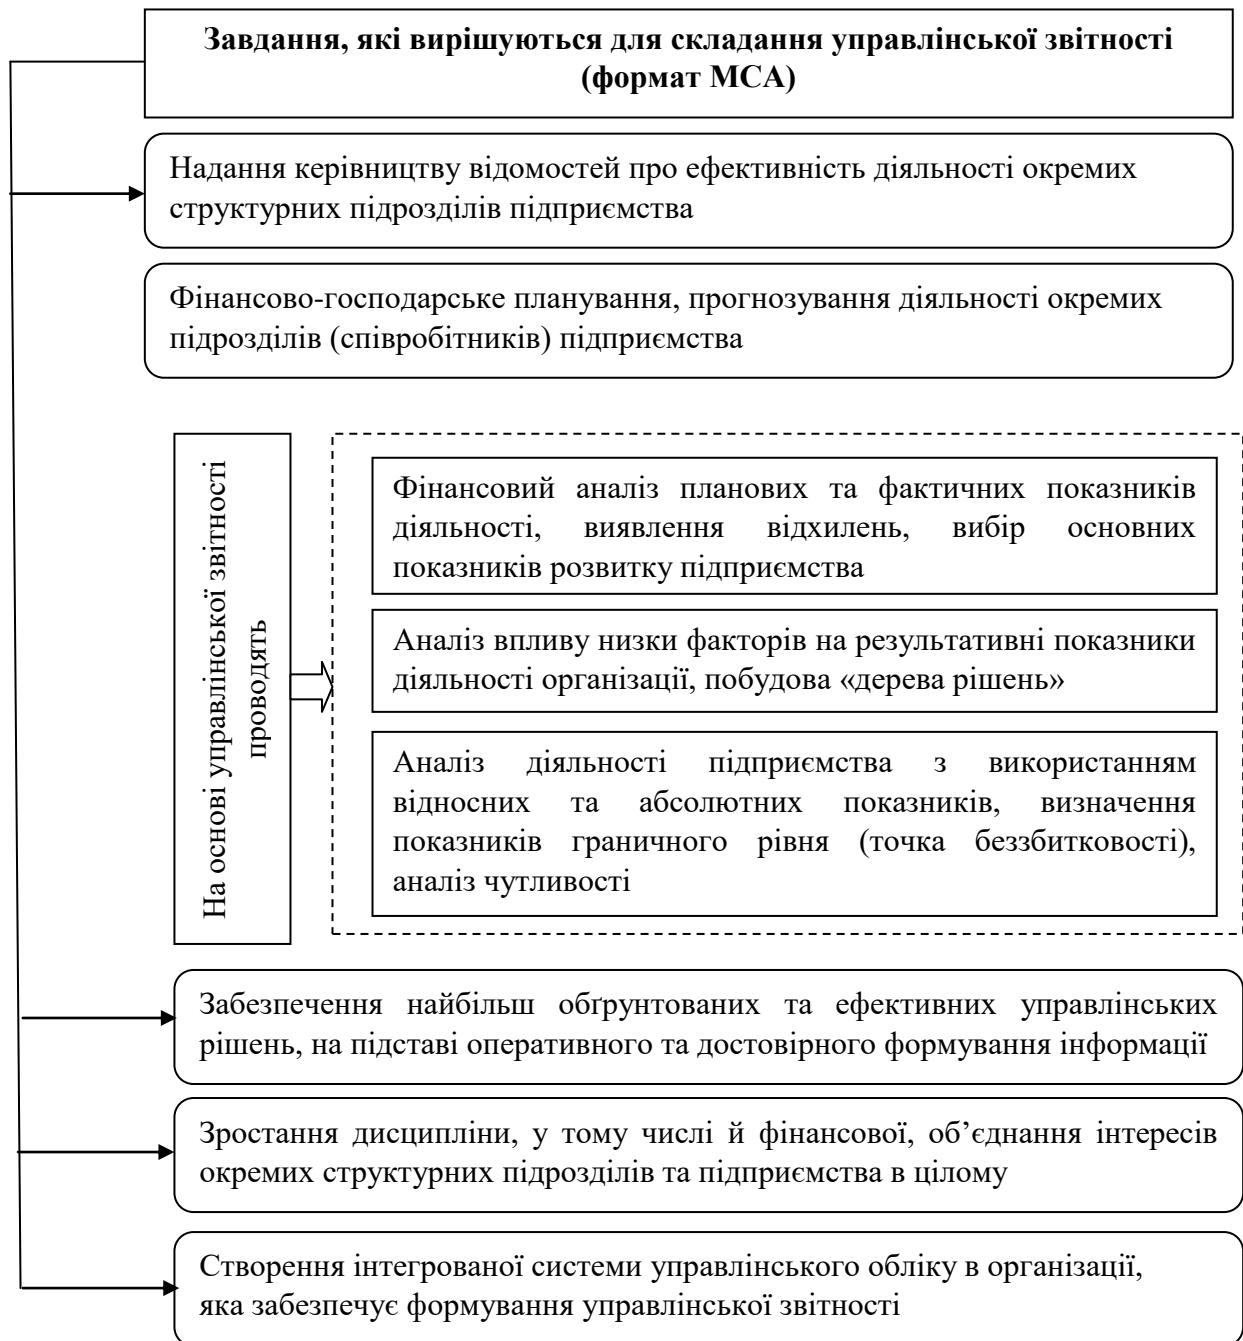 Завдання, які вирішуються для складання управлінської звітності
(формат МСА)
Надання керівництву відомостей про ефективність діяльності окремих
структурних підрозділів підприємства
Фінансово-господарське планування, прогнозування діяльності окремих
підрозділів (співробітників) підприємства
На основі управлінської звітності
проводять
Фінансовий аналіз планових та фактичних показників
діяльності, виявлення відхилень, вибір основних
показників розвитку підприємства
Аналіз впливу низки факторів на результативні показники
діяльності організації, побудова «дерева рішень»
Аналіз діяльності підприємства з використанням
відносних та абсолютних показників, визначення
показників граничного рівня (точка беззбитковості),
аналіз чутливості
Забезпечення найбільш обґрунтованих та ефективних управлінських
рішень, на підставі оперативного та достовірного формування інформації
Зростання дисципліни, у тому числі й фінансової, об’єднання інтересів
окремих структурних підрозділів та підприємства в цілому
Створення інтегрованої системи управлінського обліку в організації,
яка забезпечує формування управлінської звітності